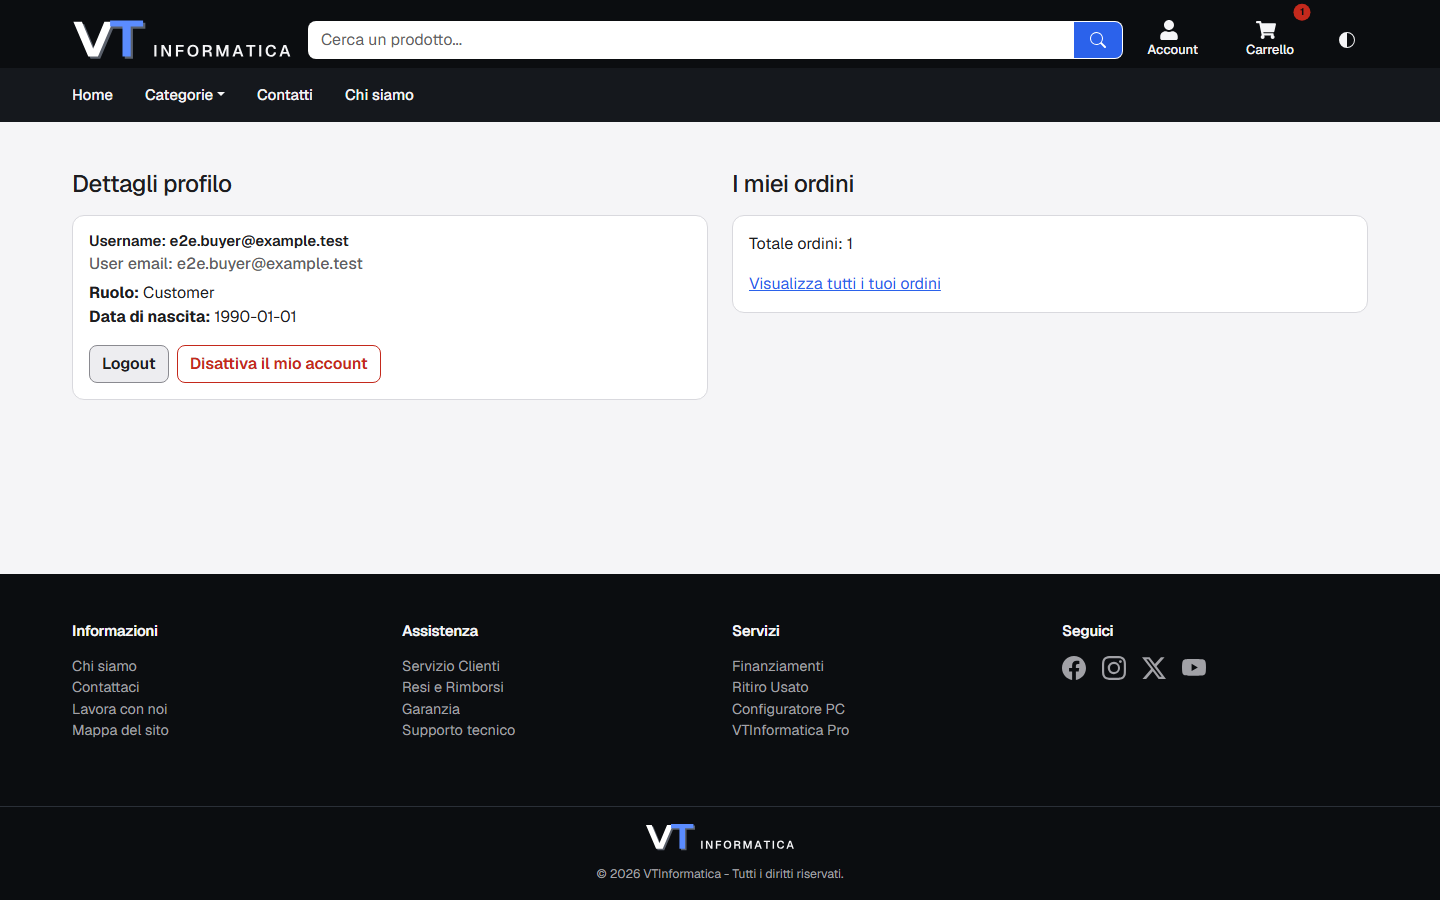 VT INFORMATICA
Cerca un prodotto...
Account
1
Carrello
Home
Categorie
Contatti
Chi siamo
Dettagli profilo
Username: e2e.buyer@example.test
User email: e2e.buyer@example.test
Ruolo: Customer
Data di nascita: 1990-01-01
Logout
Disattiva il mio account
I miei ordini
Totale ordini: 1
Visualizza tutti i tuoi ordini
Informazioni
Chi siamo
Contattaci
Lavora con noi
Mappa del sito
Assistenza
Servizio Clienti
Resi e Rimborsi
Garanzia
Supporto tecnico
Servizi
Finanziamenti
Ritiro Usato
Configuratore PC
VTInformatica Pro
Seguici
VT INFORMATICA
© 2026 VTInformatica - Tutti i diritti riservati.